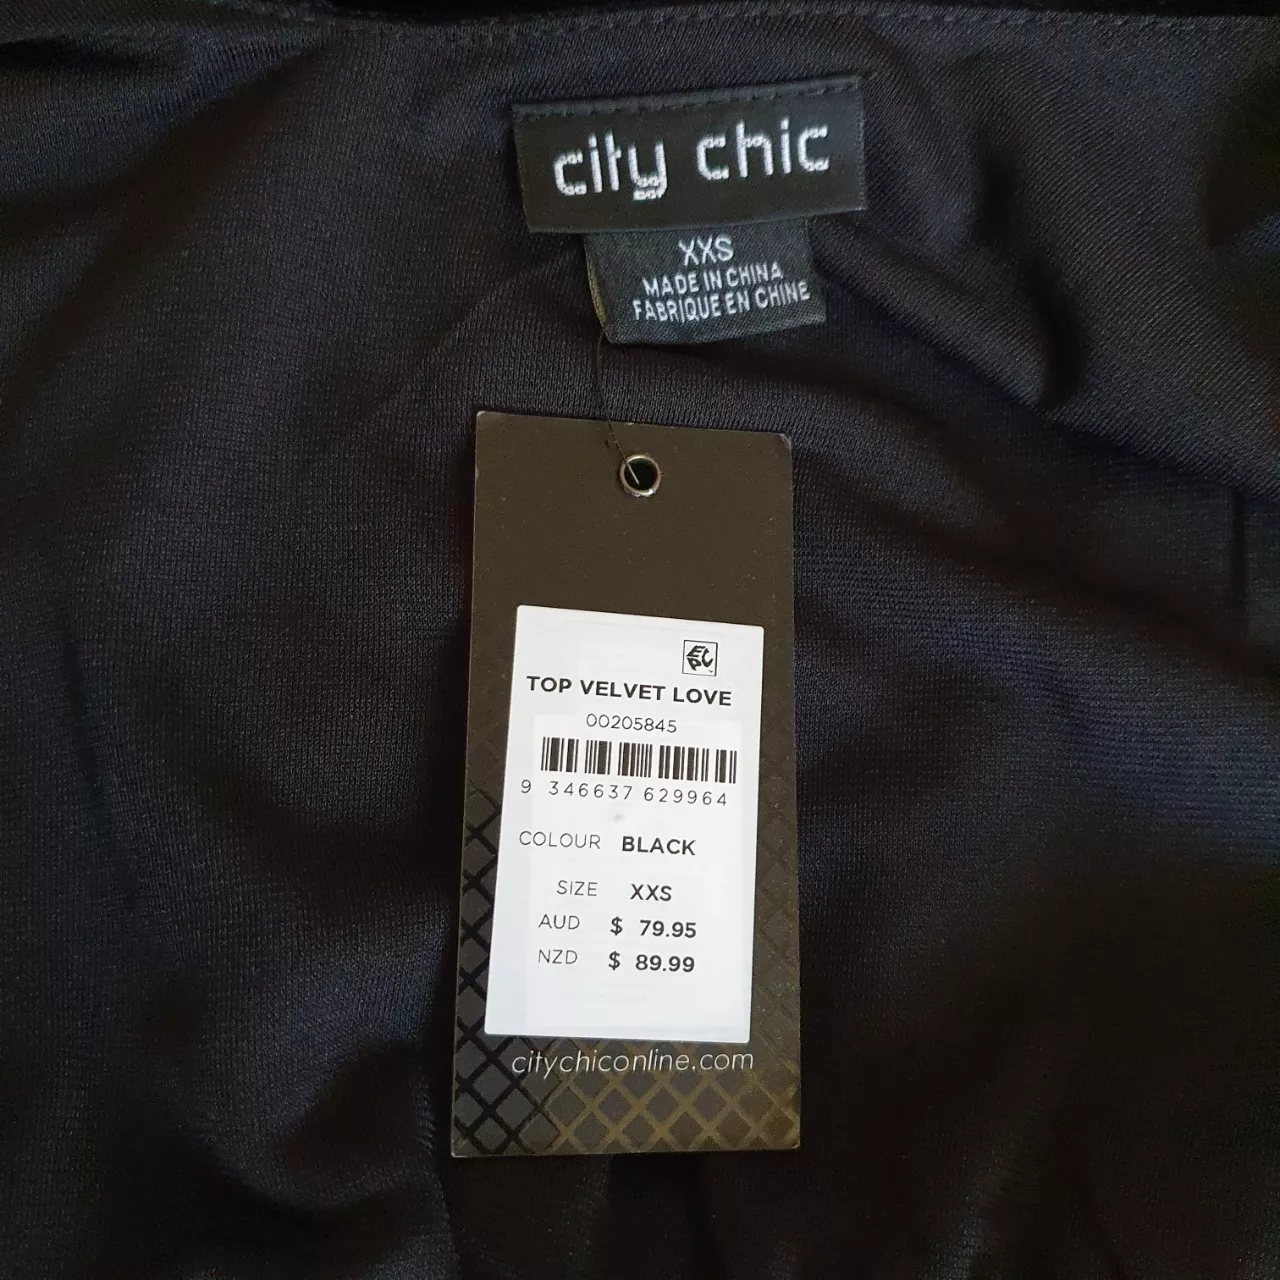 city chic
XXS
MADE IN CHINA
FABRIQUE EN CHINE
TOP VELVET LOVE
00205845
9 346637 629964
COLOUR BLACK
SIZE XXS
AUD $ 79.95
NZD $ 89.99
citychiconline.com